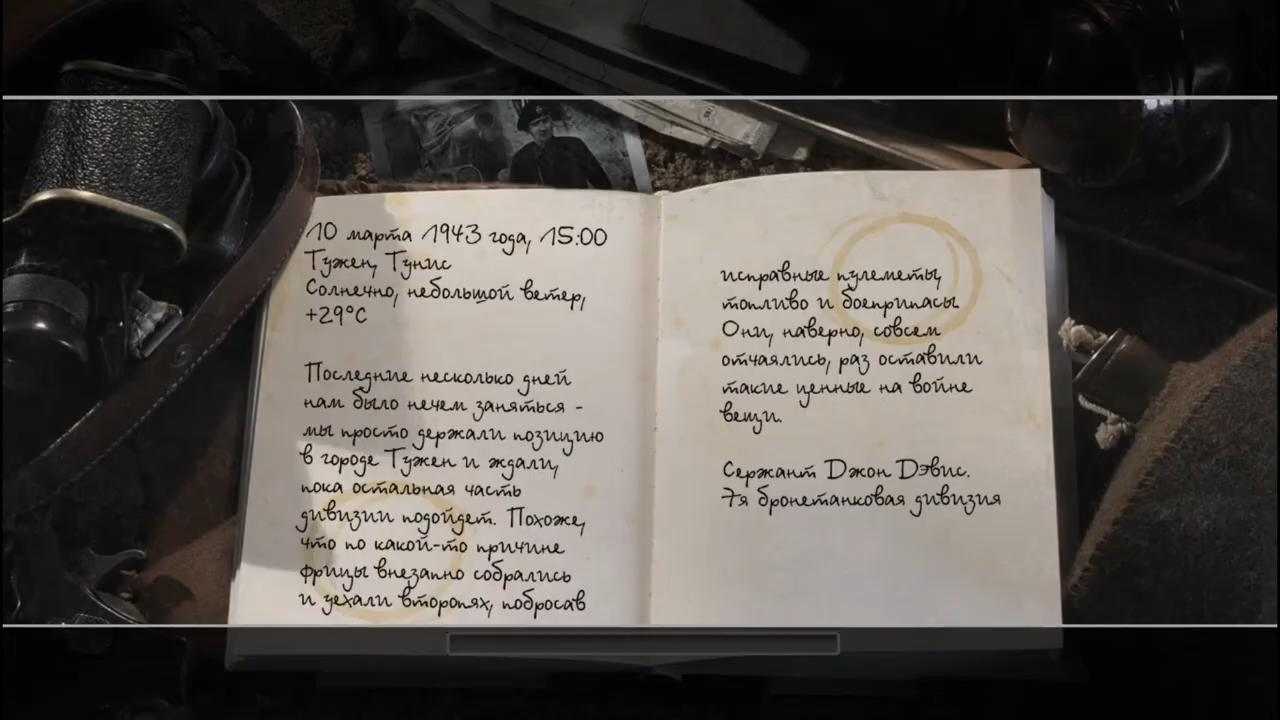 10 марта 1943 года, 15:00
Тужен, Тунис
Солнечно, небольшой ветер,
+29°C
Последние несколько дней
нам было нечем заняться -
мы просто держали позицию
в городе Тужен и ждали,
пока остальная часть
дивизии подойдет. Похоже,
что по какой-то причине
фрицы внезапно собрались
и уехали второпях, побросав
исправные пулеметы,
топливо и боеприпасы
Они, наверно, совсем
отчаялись, раз оставили
такие ценные на войне
вещи.
Сержант Джон Дэвис.
7я бронетанковая дивизия